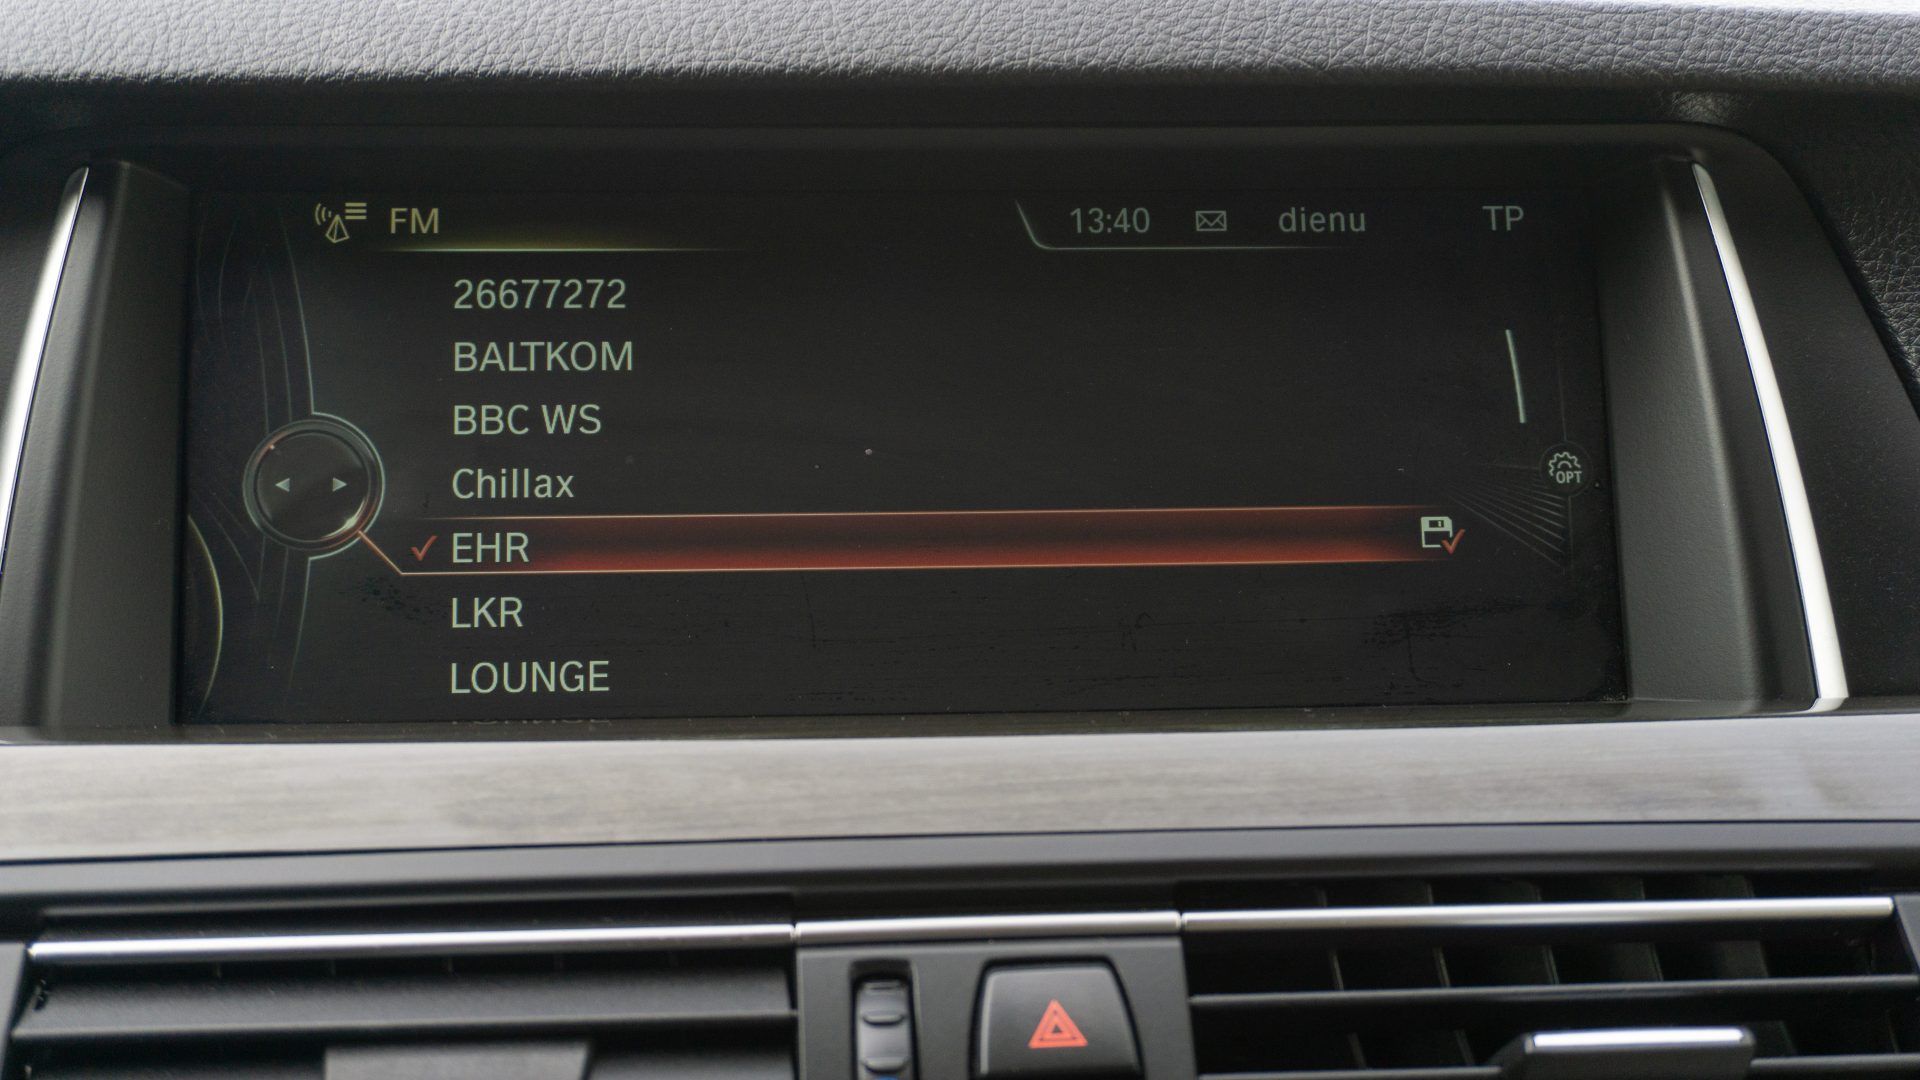 FM 13:40 dienu TP
26677272
BALTKOM
BBC WS
Chillax
OPT
EHR
LKR
LOUNGE